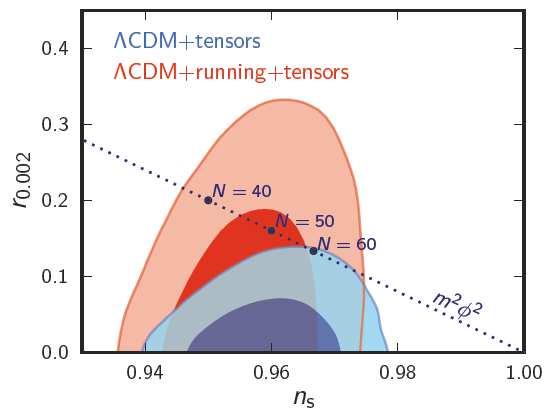 0.4
ΛCDM+tensors
ΛCDM+running+tensors
0.3
r0.002
0.2
N = 40
N = 50
N = 60
0.1
m²ϕ²
0.0
0.94 0.96 0.98 1.00
ns